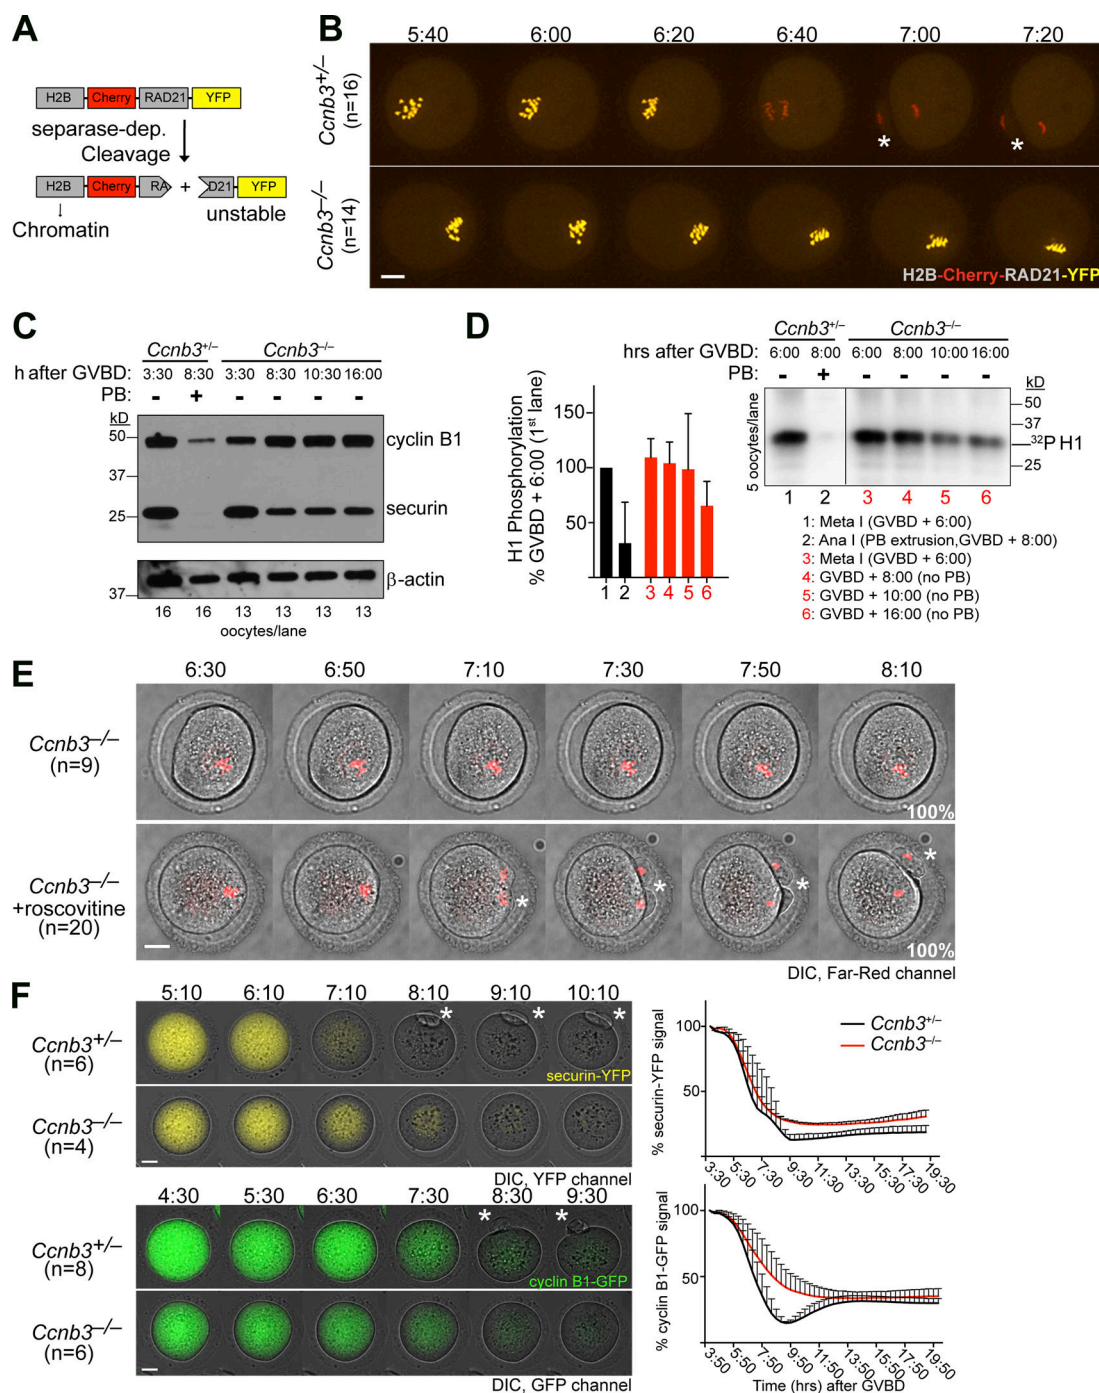 A
H2B Cherry RAD21 YFP
separase-dep.
Cleavage
H2B Cherry RA + D21 YFP
unstable
Chromatin
B
5:40 6:00 6:20 6:40 7:00 7:20
Ccnb3+/–
(n=16)
* *
Ccnb3–/–
(n=14)
H2B-Cherry-RAD21-YFP
C
Ccnb3+/– Ccnb3–/–
h after GVBD: 3:30 8:30 3:30 8:30 10:30 16:00
PB: - + - - - -
kD
50 cyclin B1
37
25 securin
β-actin
37
16 16 13 13 13 13
oocytes/lane
D
H1 Phosphorylation
% GVBD + 6:00 (1st lane)
150
100
50
1 2 3 4 5 6
Ccnb3+/– Ccnb3–/–
hrs after GVBD: 6:00 8:00 6:00 8:00 10:00 16:00
PB: - + - - - -
kD
5 oocytes/lane
50
37
32P H1
25
1 2 3 4 5 6
1: Meta I (GVBD + 6:00)
2: Ana I (PB extrusion,GVBD + 8:00)
3: Meta I (GVBD + 6:00)
4: GVBD + 8:00 (no PB)
5: GVBD + 10:00 (no PB)
6: GVBD + 16:00 (no PB)
E
6:30 6:50 7:10 7:30 7:50 8:10
Ccnb3–/–
(n=9)
100%
Ccnb3–/–
+roscovitine
(n=20)
* * * *
100%
DIC, Far-Red channel
F
5:10 6:10 7:10 8:10 9:10 10:10
Ccnb3+/–
(n=6)
* * *
securin-YFP
Ccnb3–/–
(n=4)
DIC, YFP channel
4:30 5:30 6:30 7:30 8:30 9:30
Ccnb3+/–
(n=8)
* *
cyclin B1-GFP
Ccnb3–/–
(n=6)
DIC, GFP channel
% securin-YFP signal
100
50
Ccnb3+/–
Ccnb3–/–
3:30 5:30 7:30 9:30 11:30 13:30 15:30 17:30 19:30
% cyclin B1-GFP signal
100
50
3:50 5:50 7:50 9:50 11:50 13:50 15:50 17:50 19:50
Time (hrs) after GVBD